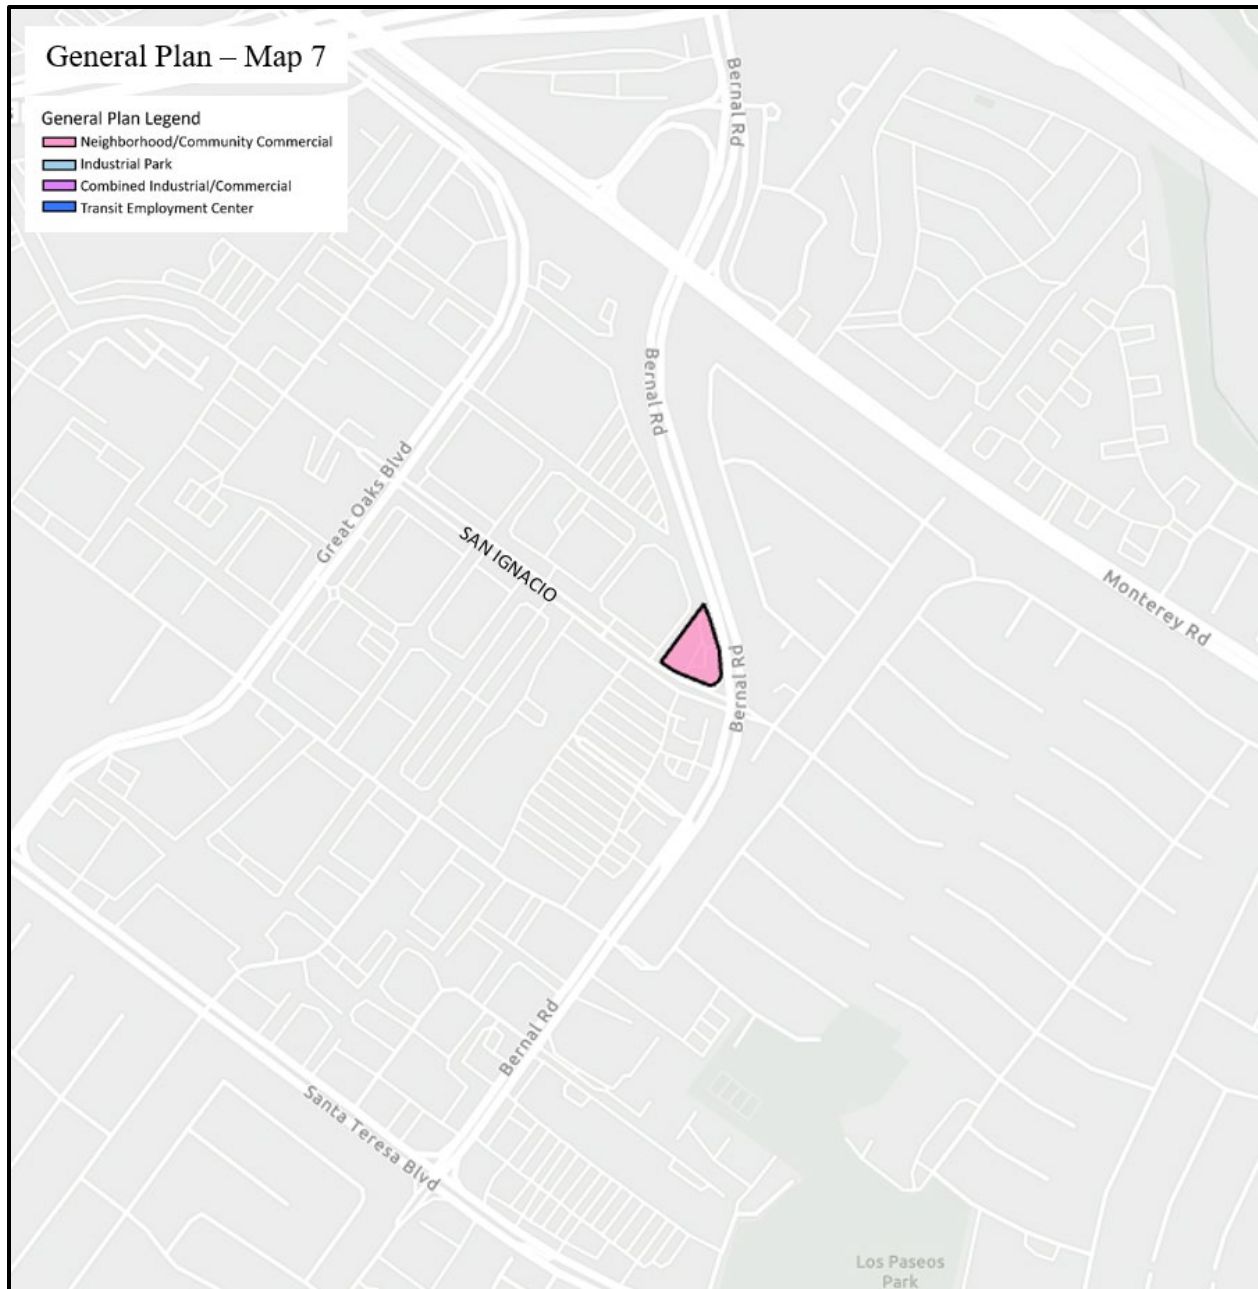 General Plan – Map 7
General Plan Legend
Neighborhood/Community Commercial
Industrial Park
Combined Industrial/Commercial
Transit Employment Center
Bernal Rd
Bernal Rd
Great Oaks Blvd
SAN IGNACIO
Monterey Rd
Bernal Rd
Bernal Rd
Santa Teresa Blvd
Los Paseos
Park